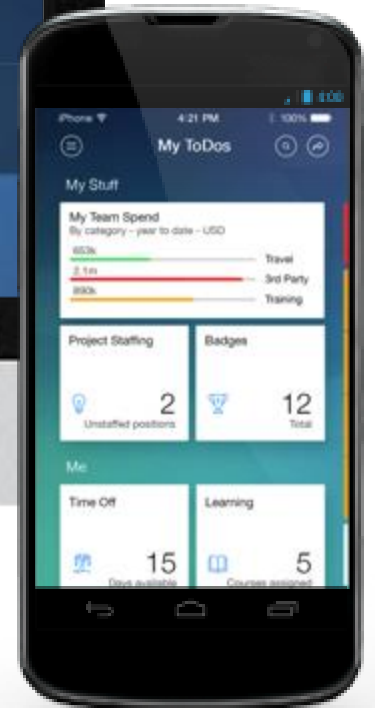 6:00
iPhone 4:21 PM 100%
My ToDos
My Stuff
My Team Spend
By category - year to date - USD
653k
Travel
2.1m
3rd Party
890k
Training
Project Staffing
Badges
2
12
Unstaffed positions
Total
Me
Time Off
Learning
15
5
Days available
Courses assigned